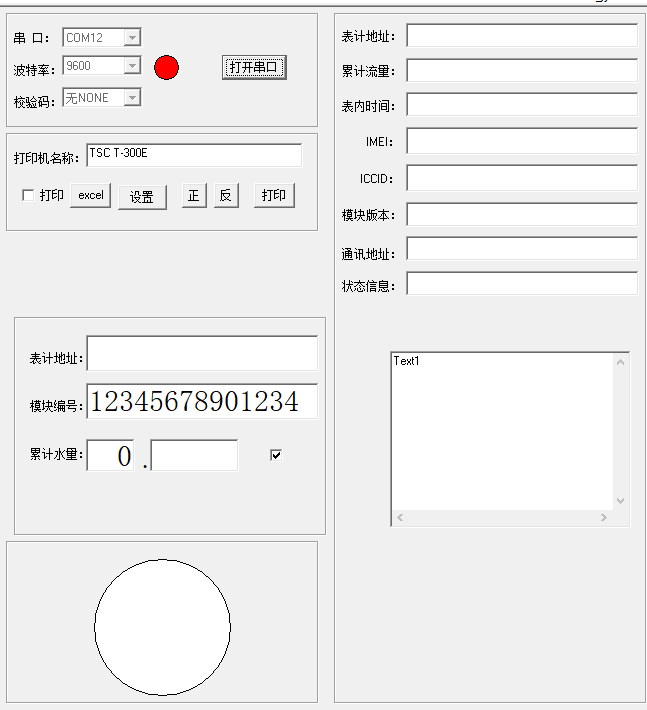 串 口： COM12
波特率： 9600
打开串口
校验码： 无NONE
打印机名称： TSC T-300E
打印 excel 设置 正 反 打印
表计地址：
模块编号： 12345678901234
累计水量： 0 .
表计地址：
累计流量：
表内时间：
IMEI：
ICCID：
模块版本：
通讯地址：
状态信息：
Text1